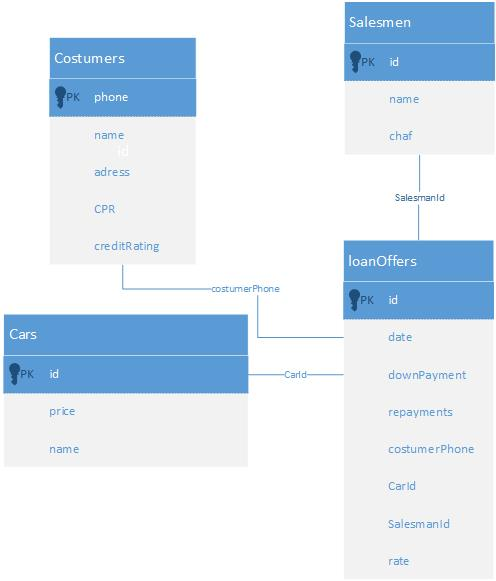 Salesmen
PK id
name
chaf
SalesmanId
Costumers
PK phone
name
id
adress
CPR
creditRating
costumerPhone
Cars
PK id
price
name
CarId
loanOffers
PK id
date
downPayment
repayments
costumerPhone
CarId
SalesmanId
rate